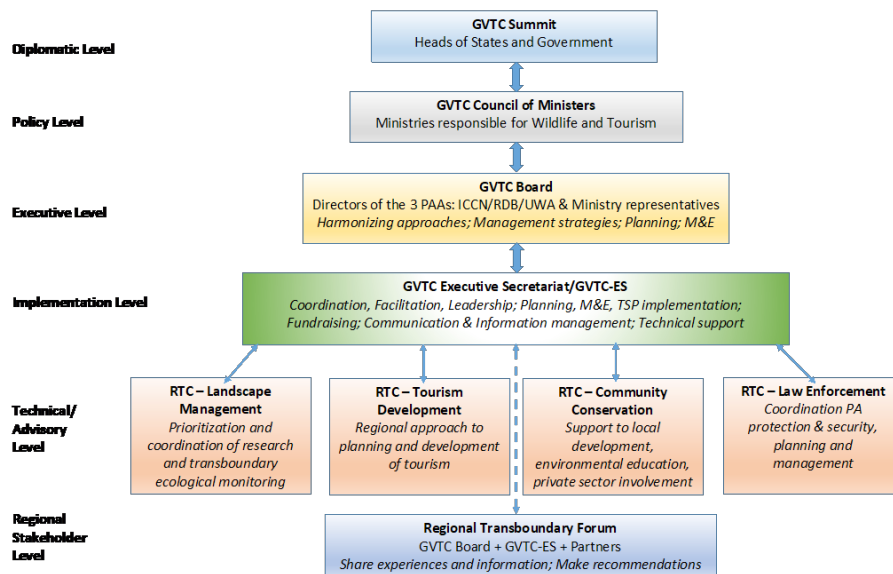 GVTC Summit
Heads of States and Government
Diplomatic Level
GVTC Council of Ministers
Ministries responsible for Wildlife and Tourism
Policy Level
GVTC Board
Directors of the 3 PAAs: ICCN/RDB/UWA & Ministry representatives
Harmonizing approaches; Management strategies; Planning; M&E
Executive Level
GVTC Executive Secretariat/GVTC-ES
Coordination, Facilitation, Leadership; Planning, M&E, TSP implementation;
Fundraising; Communication & Information management; Technical support
Implementation Level
RTC – Landscape
Management
Prioritization and
coordination of research
and transboundary
ecological monitoring
RTC – Tourism
Development
Regional approach to
planning and development
of tourism
RTC – Community
Conservation
Support to local
development,
environmental education,
private sector involvement
RTC – Law Enforcement
Coordination PA
protection & security,
planning and
management
Technical/
Advisory
Level
Regional
Stakeholder
Level
Regional Transboundary Forum
GVTC Board + GVTC-ES + Partners
Share experiences and information; Make recommendations